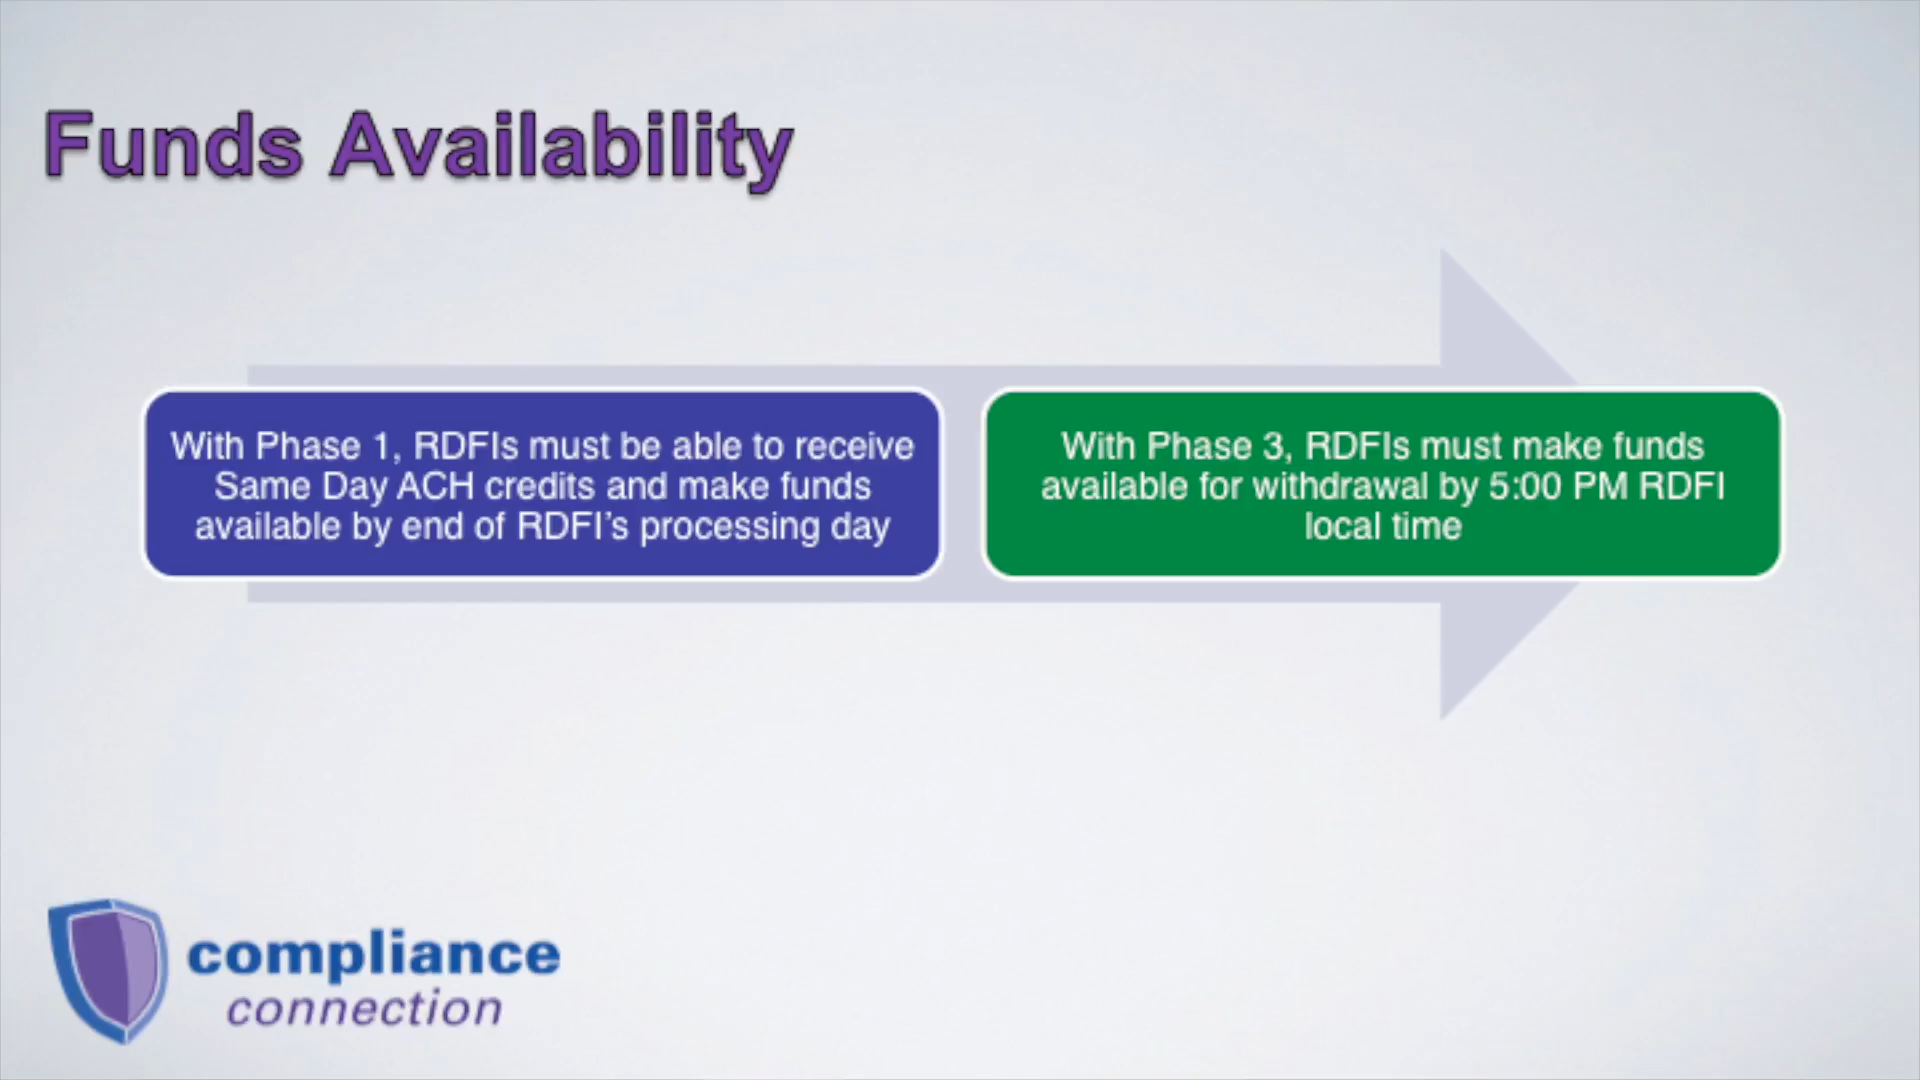 Funds Availability
With Phase 1, RDFIs must be able to receive
Same Day ACH credits and make funds
available by end of RDFI’s processing day
With Phase 3, RDFIs must make funds
available for withdrawal by 5:00 PM RDFI
local time
compliance
connection